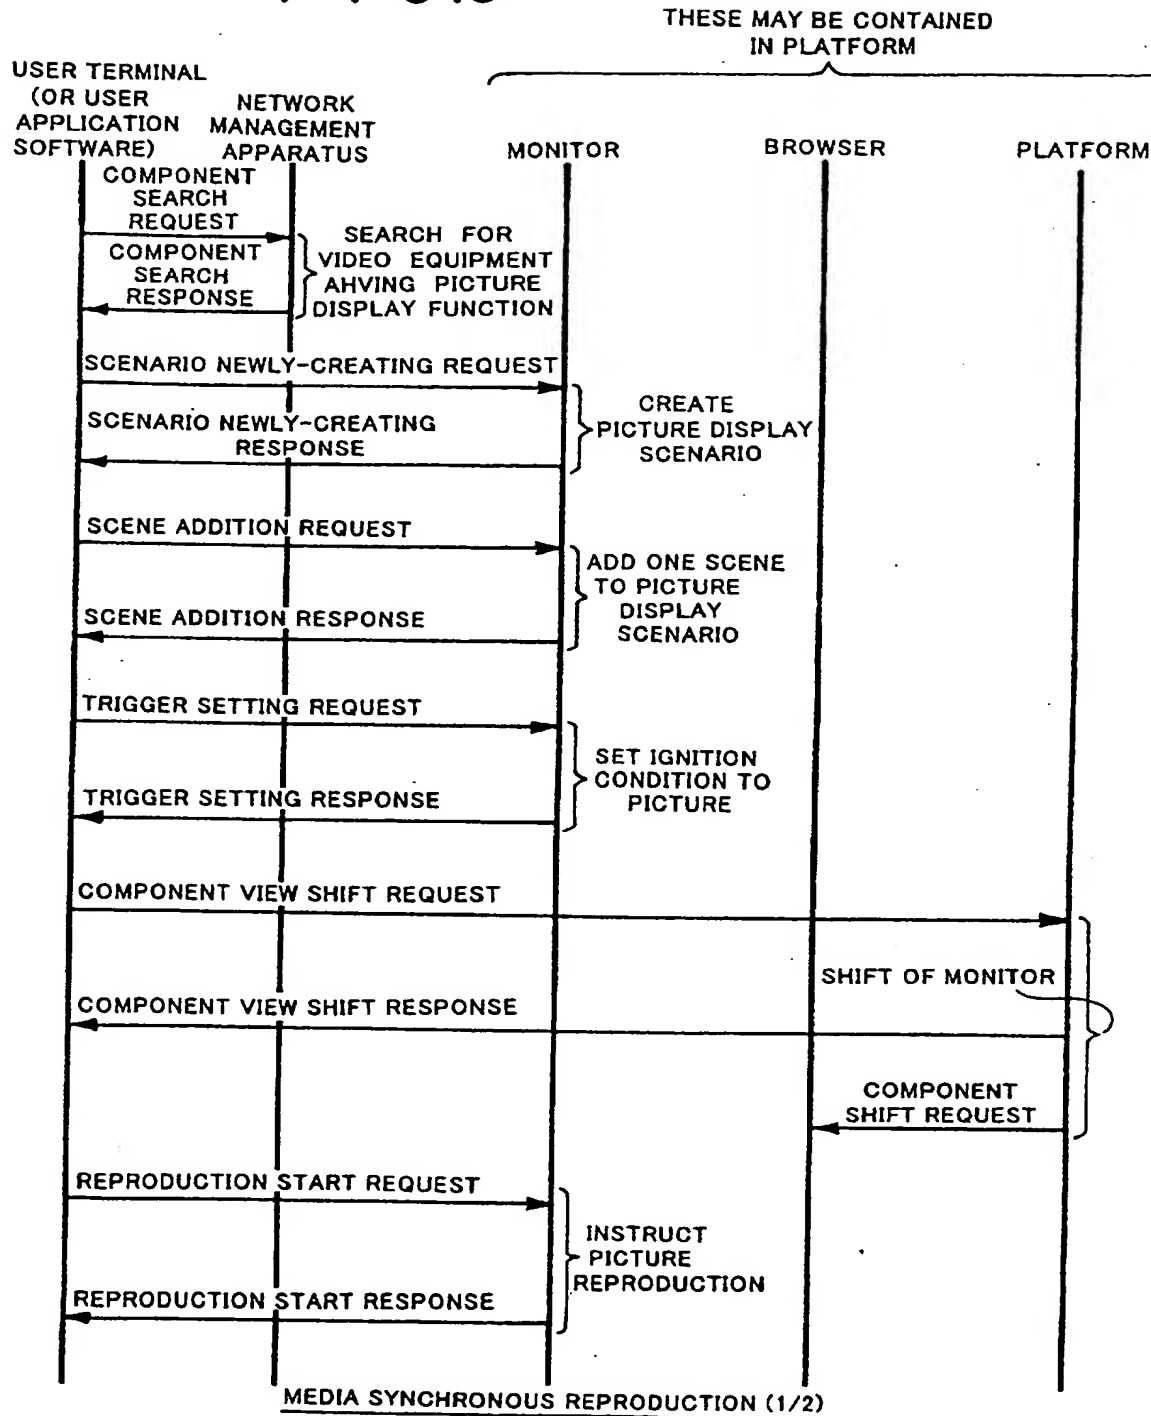 THESE MAY BE CONTAINED
IN PLATFORM
USER TERMINAL
(OR USER
APPLICATION
SOFTWARE)
NETWORK
MANAGEMENT
APPARATUS
MONITOR
BROWSER
PLATFORM
COMPONENT
SEARCH
REQUEST
COMPONENT
SEARCH
RESPONSE
SEARCH FOR
VIDEO EQUIPMENT
AHVING PICTURE
DISPLAY FUNCTION
SCENARIO NEWLY-CREATING REQUEST
SCENARIO NEWLY-CREATING
RESPONSE
CREATE
PICTURE DISPLAY
SCENARIO
SCENE ADDITION REQUEST
ADD ONE SCENE
TO PICTURE
DISPLAY
SCENARIO
SCENE ADDITION RESPONSE
TRIGGER SETTING REQUEST
SET IGNITION
CONDITION TO
PICTURE
TRIGGER SETTING RESPONSE
COMPONENT VIEW SHIFT REQUEST
SHIFT OF MONITOR
COMPONENT VIEW SHIFT RESPONSE
COMPONENT
SHIFT REQUEST
REPRODUCTION START REQUEST
INSTRUCT
PICTURE
REPRODUCTION
REPRODUCTION START RESPONSE
MEDIA SYNCHRONOUS REPRODUCTION (1/2)